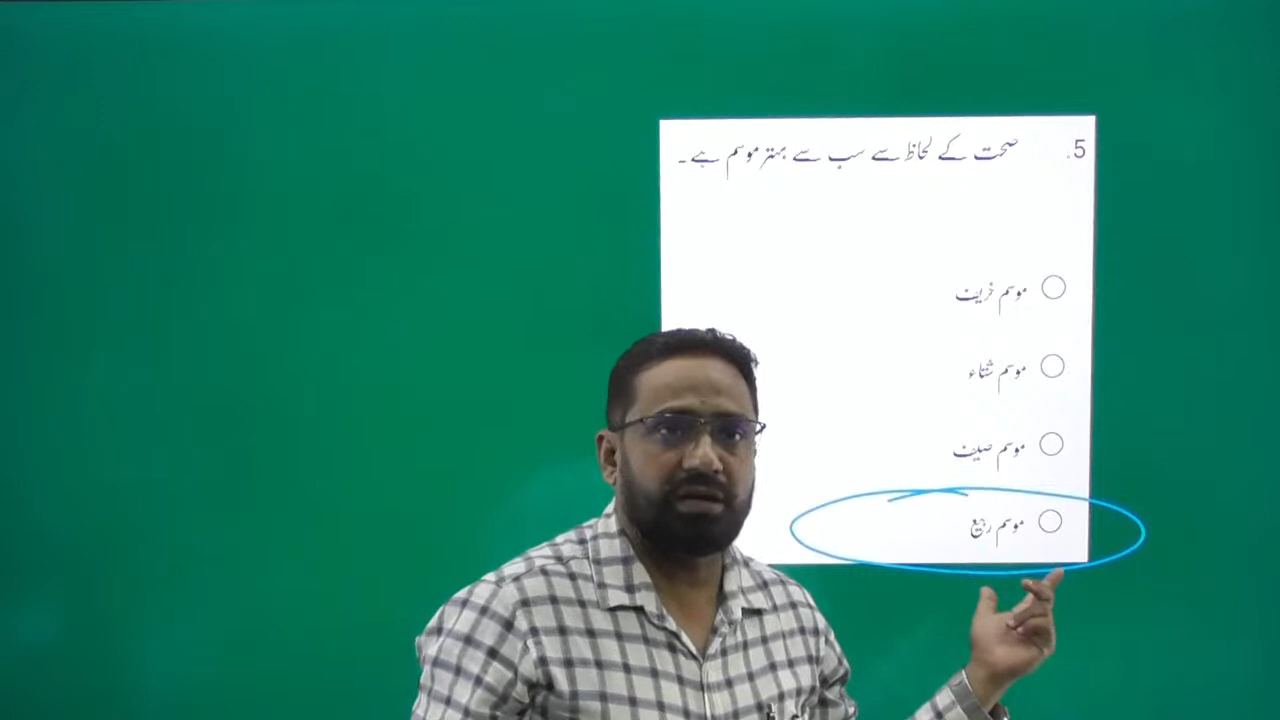 5. صحت کے لحاظ سے سب سے بہتر موسم ہے۔
موسم خریف
موسم شتاء
موسم صیف
موسم ربیع